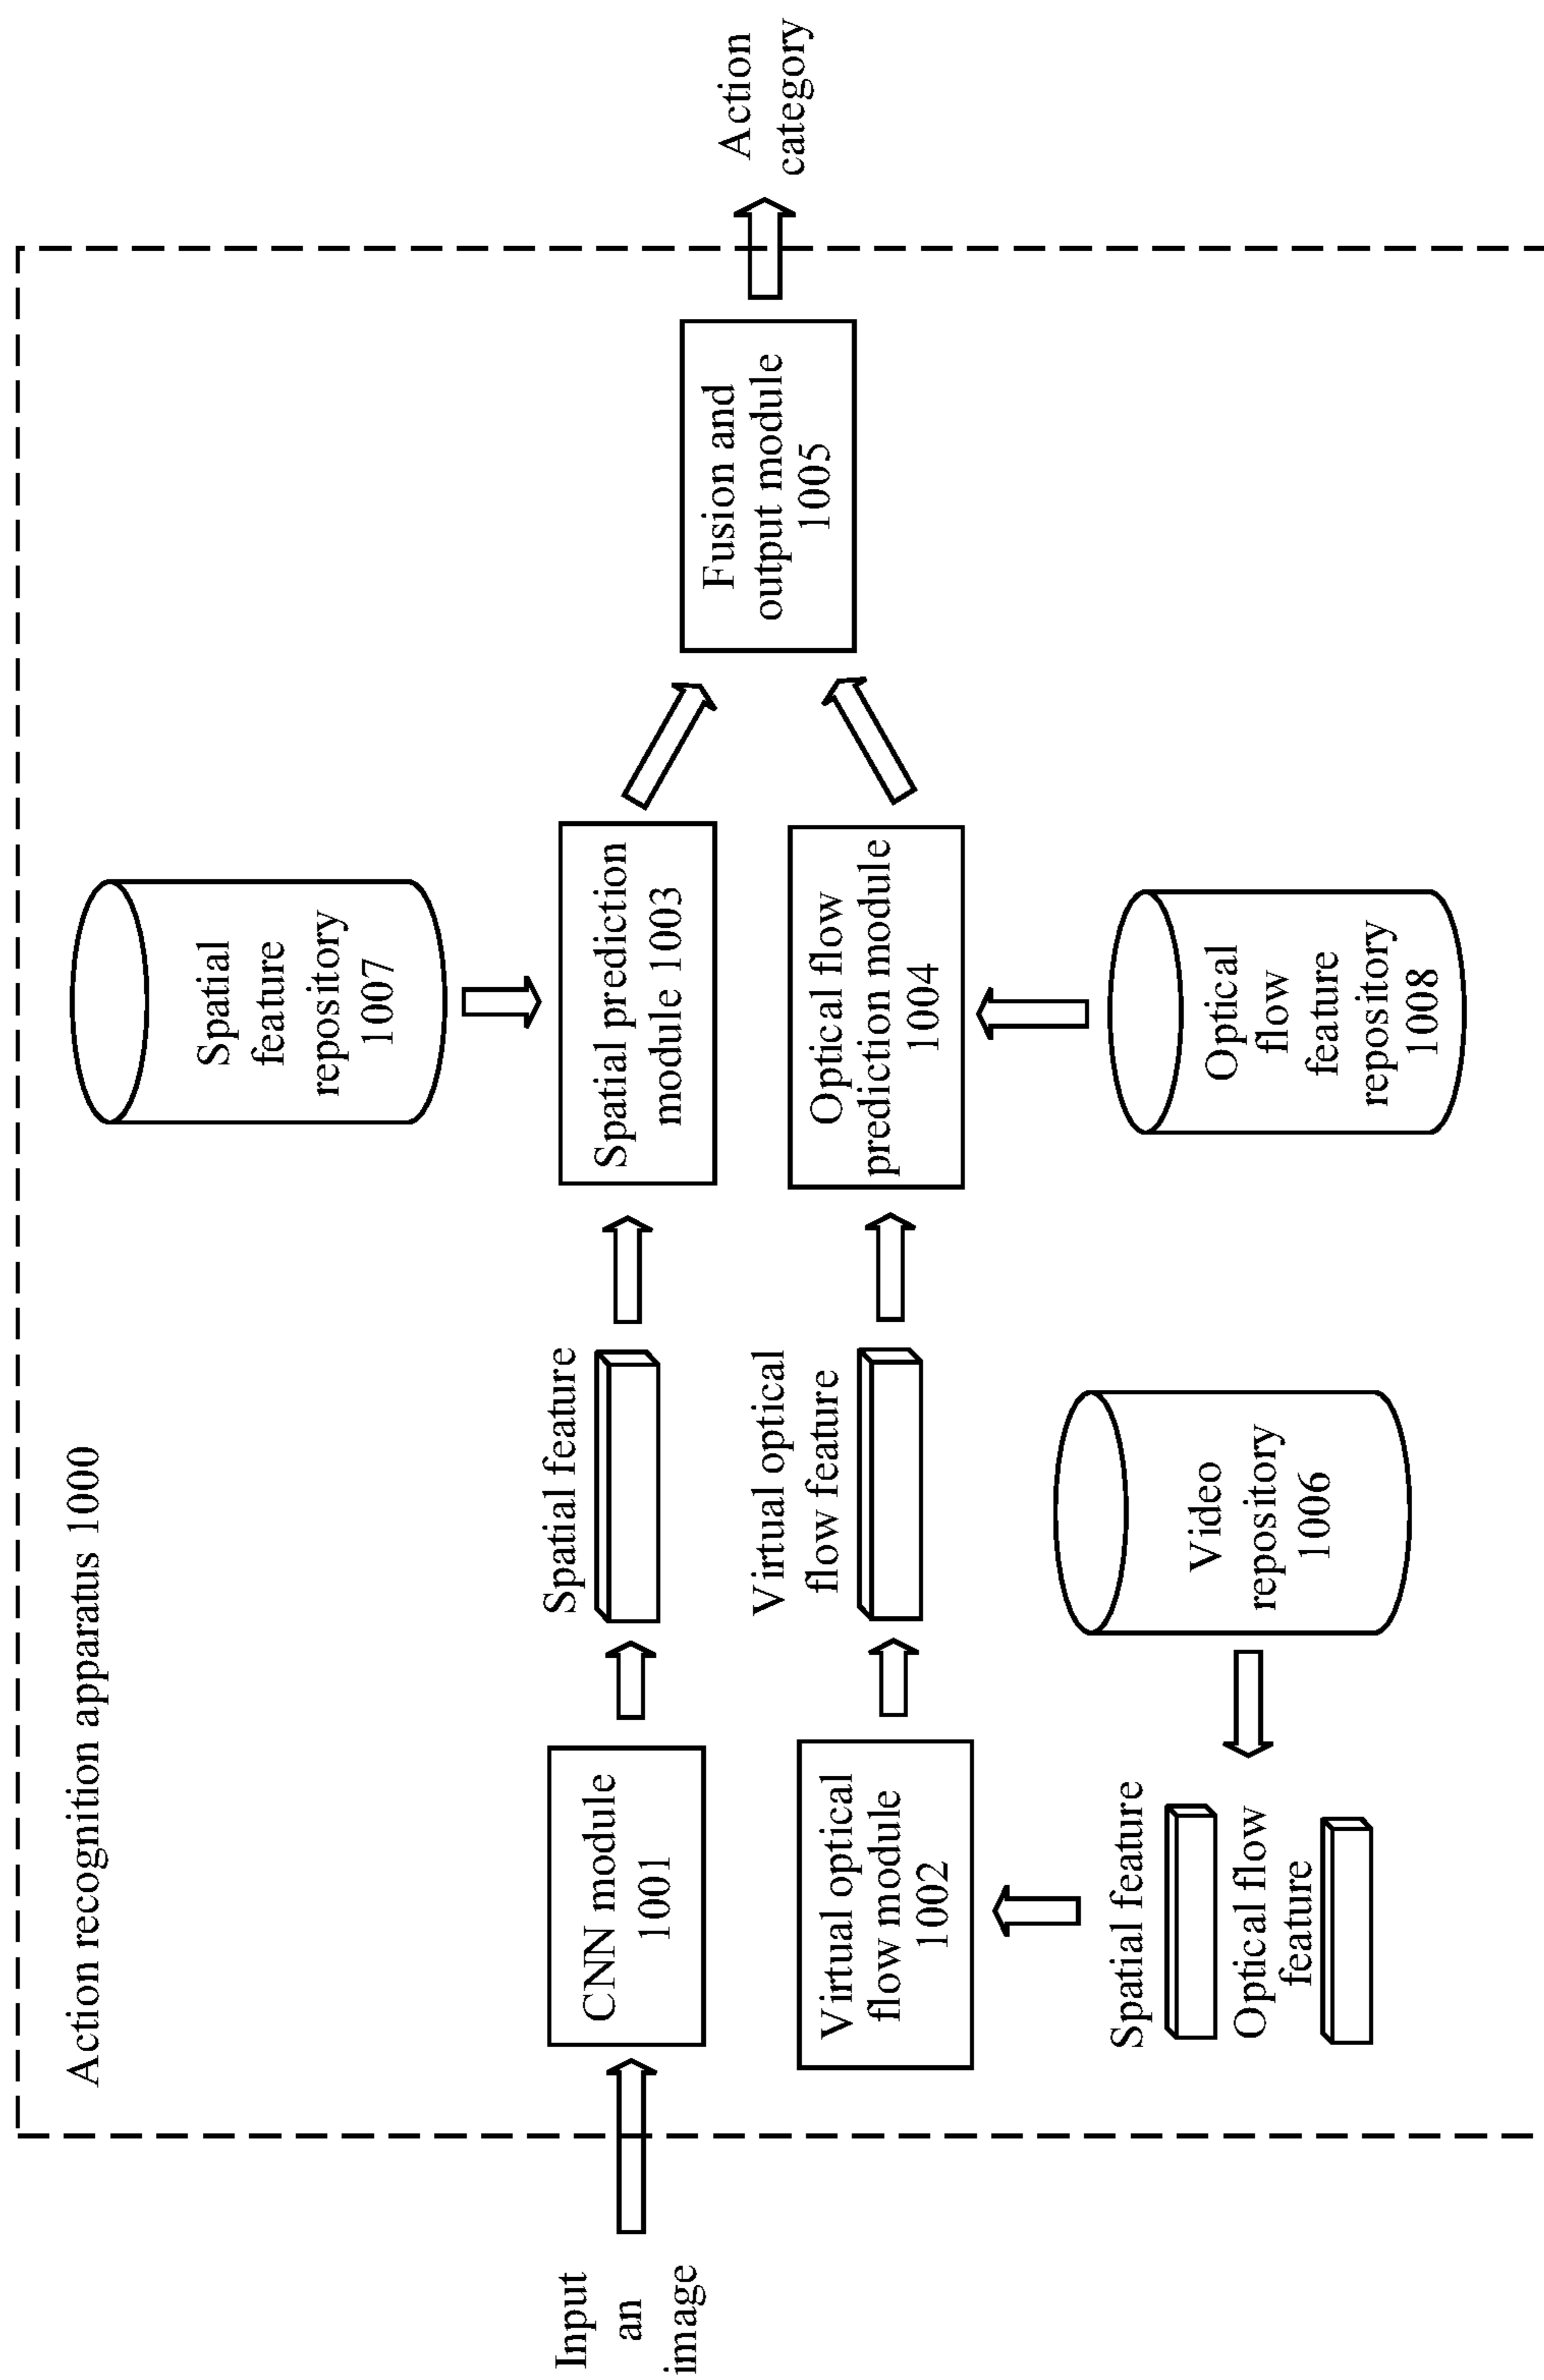 Action recognition apparatus 1000
Input
an
image
CNN module
1001
Spatial feature
Spatial feature
repository
1007
Spatial prediction
module 1003
Virtual optical
flow module
1002
Virtual optical
flow feature
Optical flow
prediction module
1004
Fusion and
output module
1005
Action
category
Spatial feature
Optical flow
feature
Video
repository
1006
Optical
flow
feature
repository
1008